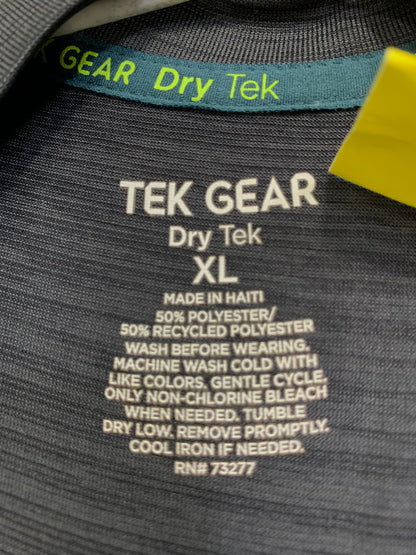 K GEAR Dry Tek
TEK GEAR
Dry Tek
XL
MADE IN HAITI
50% POLYESTER/
50% RECYCLED POLYESTER
WASH BEFORE WEARING.
MACHINE WASH COLD WITH
LIKE COLORS, GENTLE CYCLE.
ONLY NON-CHLORINE BLEACH
WHEN NEEDED. TUMBLE
DRY LOW. REMOVE PROMPTLY.
COOL IRON IF NEEDED.
RN# 73277